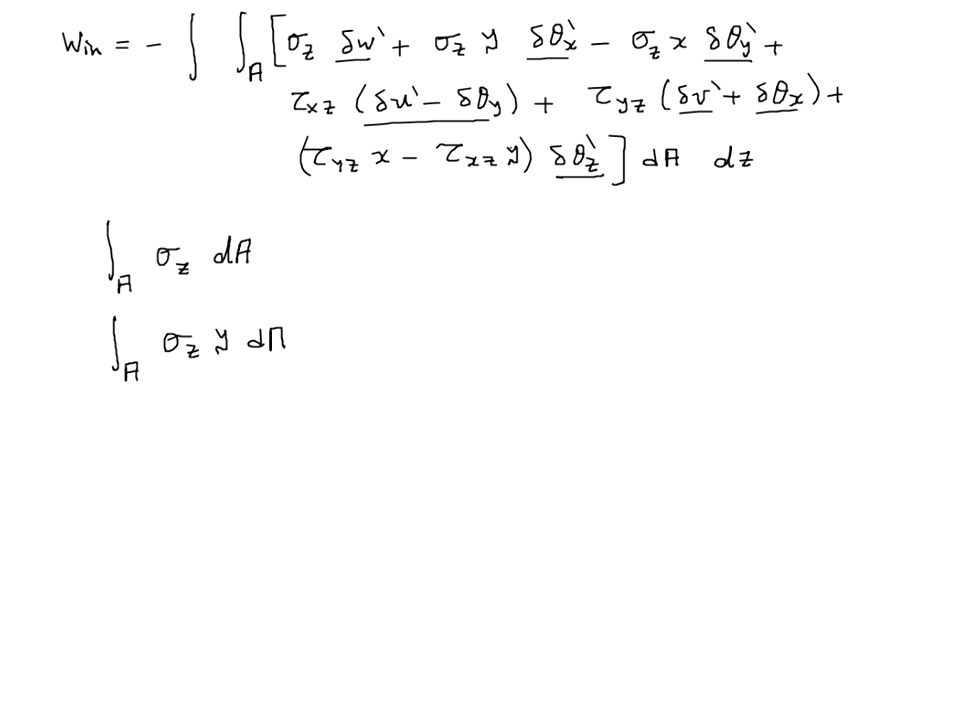 Win = - ∫ ∫_A [σ_z δw` + σ_z y δθ_x` - σ_z x δθ_y` +
τ_xz (δu` - δθ_y) + τ_yz (δv` + δθ_x) +
(τ_yz x - τ_xz y) δθ_z`] dA dz
∫_A σ_z dA
∫_A σ_z y dA